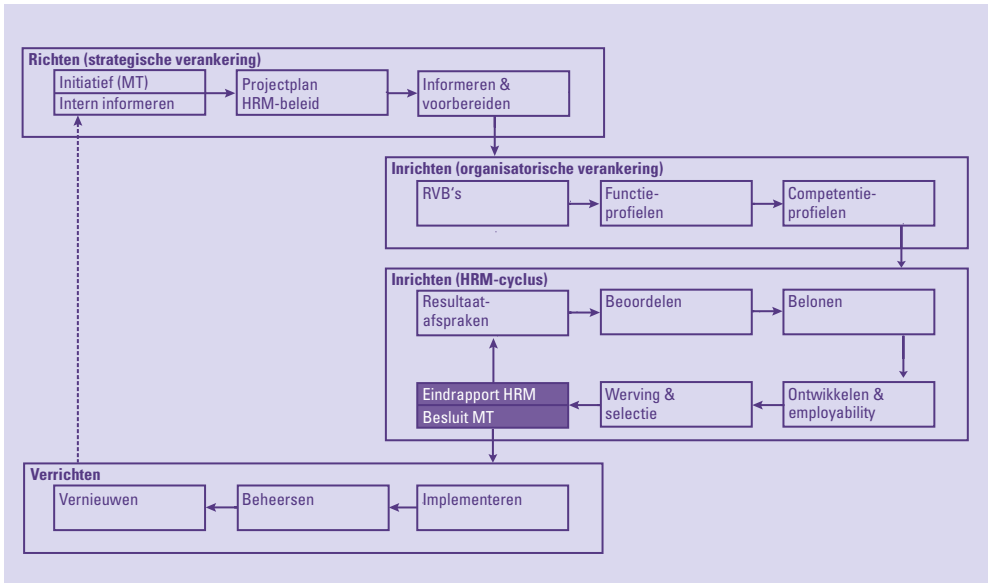 Richten (strategische verankering)
Initiatief (MT)
Intern informeren
Projectplan
HRM-beleid
Informeren &
voorbereiden
Inrichten (organisatorische verankering)
RVB's
Functie-
profielen
Competentie-
profielen
Inrichten (HRM-cyclus)
Resultaat-
afspraken
Beoordelen
Belonen
Eindrapport HRM
Besluit MT
Werving &
selectie
Ontwikkelen &
employability
Verrichten
Vernieuwen
Beheersen
Implementeren